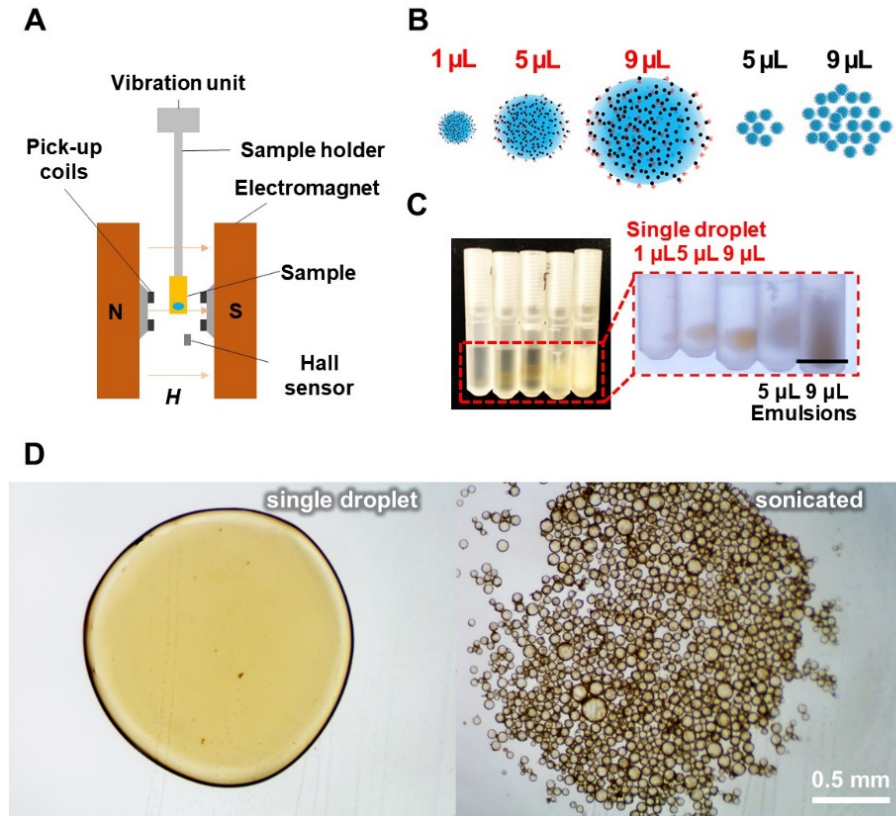 A
Vibration unit
Pick-up
coils
Sample holder
Electromagnet
Sample
N
S
Hall
sensor
H
B
1 µL 5 µL 9 µL 5 µL 9 µL
C
Single droplet
1 µL 5 µL 9 µL
5 µL 9 µL
Emulsions
D
single droplet
sonicated
0.5 mm